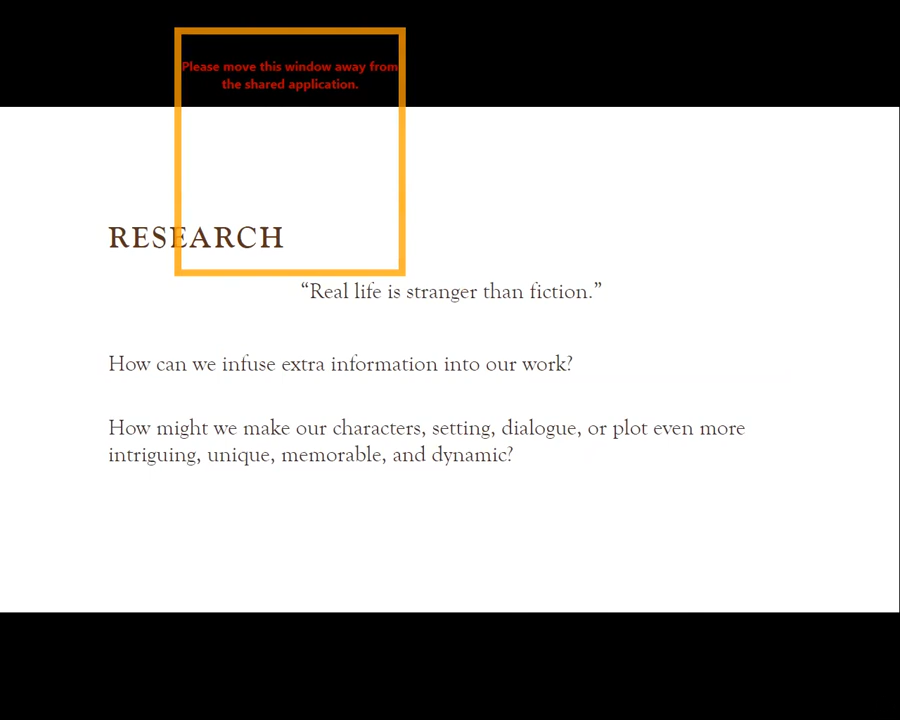 Please move this window away from
the shared application.
RESEARCH
“Real life is stranger than fiction.”
How can we infuse extra information into our work?
How might we make our characters, setting, dialogue, or plot even more
intriguing, unique, memorable, and dynamic?